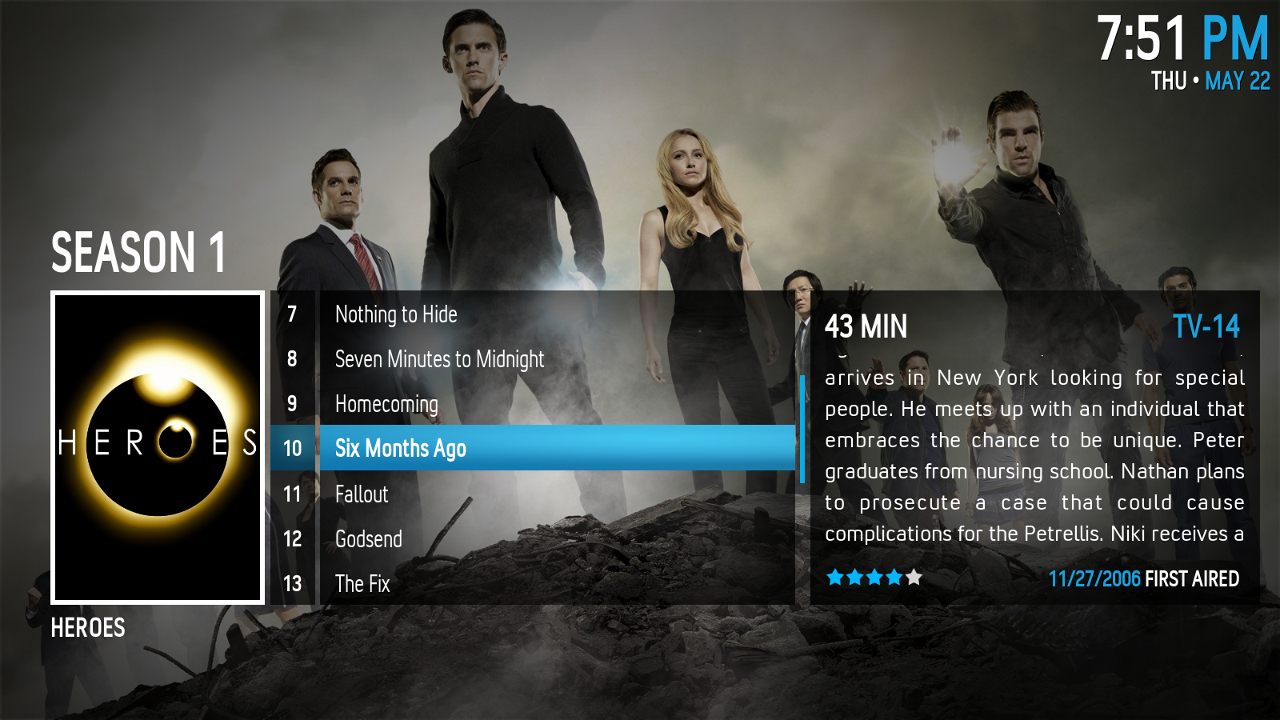 7:51 PM
THU • MAY 22
SEASON 1
HEROES
7 Nothing to Hide
8 Seven Minutes to Midnight
9 Homecoming
10 Six Months Ago
11 Fallout
12 Godsend
13 The Fix
43 MIN TV-14
arrives in New York looking for special
people. He meets up with an individual that
embraces the chance to be unique. Peter
graduates from nursing school. Nathan plans
to prosecute a case that could cause
complications for the Petrellis. Niki receives a
11/27/2006 FIRST AIRED
HEROES